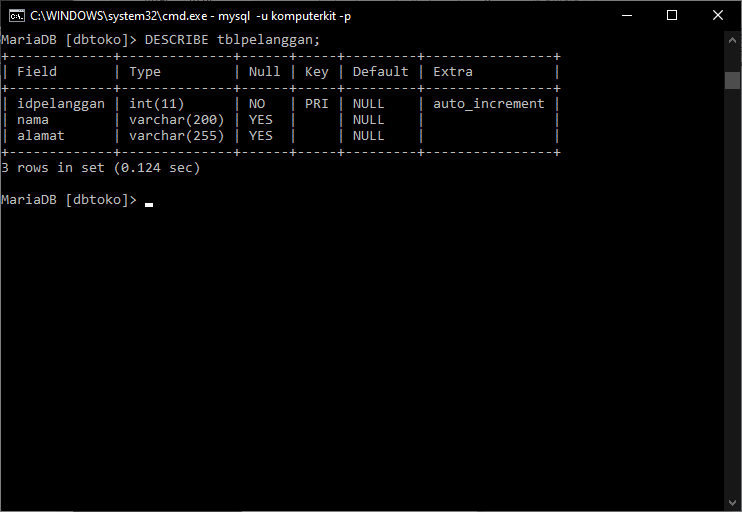 C:\WINDOWS\system32\cmd.exe - mysql  -u komputerkit -p
MariaDB [dbtoko]> DESCRIBE tblpelanggan;
+-------------+--------------+------+-----+---------+----------------+
| Field       | Type         | Null | Key | Default | Extra          |
+-------------+--------------+------+-----+---------+----------------+
| idpelanggan | int(11)      | NO   | PRI | NULL    | auto_increment |
| nama        | varchar(200) | YES  |     | NULL    |                |
| alamat      | varchar(255) | YES  |     | NULL    |                |
+-------------+--------------+------+-----+---------+----------------+
3 rows in set (0.124 sec)
MariaDB [dbtoko]>